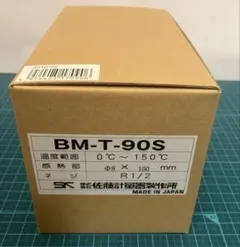 BM-T-90S
温度範囲 0℃～150℃
感熱部 Φ8 × 100 mm
ネジ R1/2
SK 株式会社 佐藤計量器製作所
MADE IN JAPAN